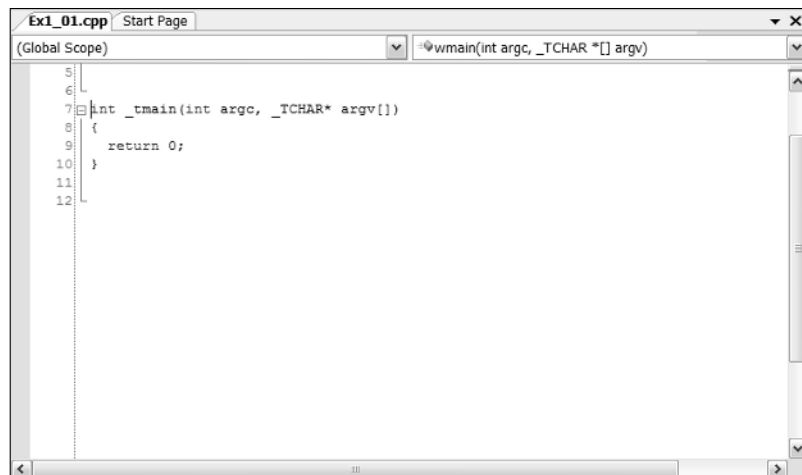 Ex1_01.cpp Start Page
(Global Scope) wmain(int argc, _TCHAR *[] argv)
5
6
7 int _tmain(int argc, _TCHAR* argv[])
8 {
9 return 0;
10 }
11
12